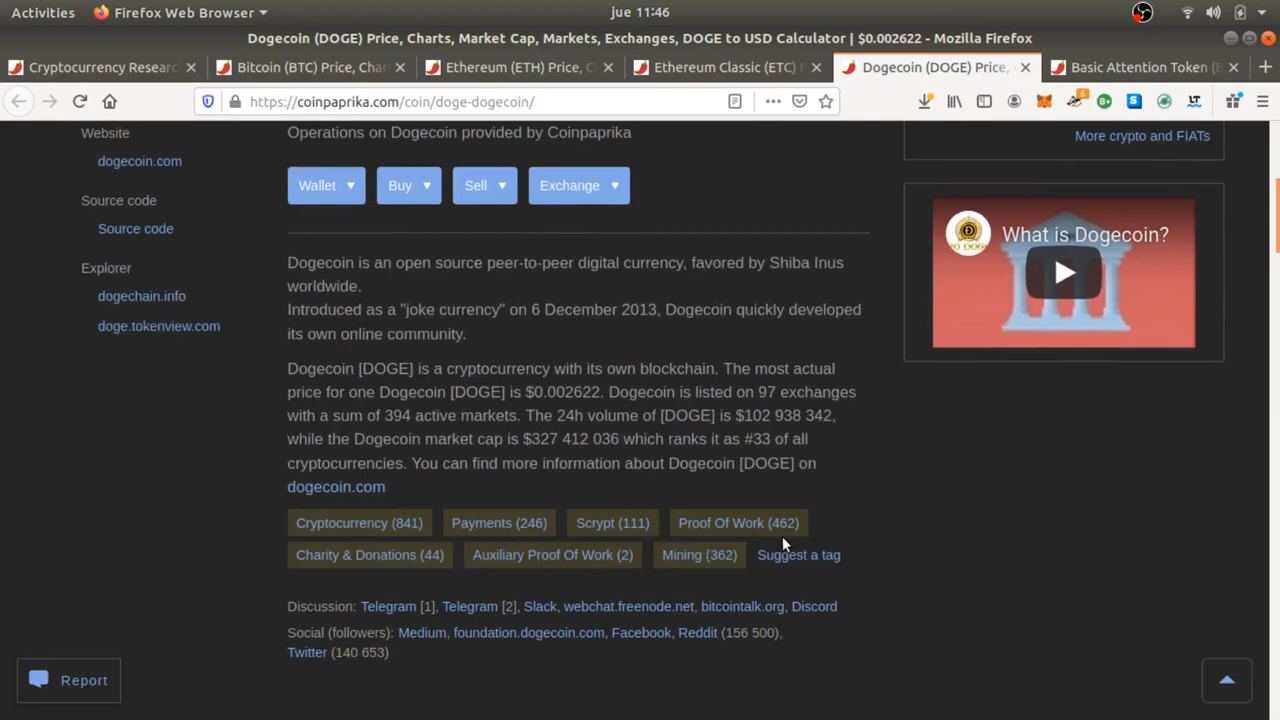 Activities
Firefox Web Browser
jue 11:46
Dogecoin (DOGE) Price, Charts, Market Cap, Markets, Exchanges, DOGE to USD Calculator | $0.002622 - Mozilla Firefox
Cryptocurrency Researc
Bitcoin (BTC) Price, Char
Ethereum (ETH) Price, C
Ethereum Classic (ETC) P
Dogecoin (DOGE) Price,
Basic Attention Token (B
https://coinpaprika.com/coin/doge-dogecoin/
6
Website
dogecoin.com
Source code
Source code
Explorer
dogechain.info
doge.tokenview.com
Operations on Dogecoin provided by Coinpaprika
Wallet
Buy
Sell
Exchange
Dogecoin is an open source peer-to-peer digital currency, favored by Shiba Inus
worldwide.
Introduced as a "joke currency" on 6 December 2013, Dogecoin quickly developed
its own online community.
Dogecoin [DOGE] is a cryptocurrency with its own blockchain. The most actual
price for one Dogecoin [DOGE] is $0.002622. Dogecoin is listed on 97 exchanges
with a sum of 394 active markets. The 24h volume of [DOGE] is $102 938 342,
while the Dogecoin market cap is $327 412 036 which ranks it as #33 of all
cryptocurrencies. You can find more information about Dogecoin [DOGE] on
dogecoin.com
Cryptocurrency (841) Payments (246) Scrypt (111) Proof Of Work (462)
Charity & Donations (44) Auxiliary Proof Of Work (2) Mining (362) Suggest a tag
Discussion: Telegram [1], Telegram [2], Slack, webchat.freenode.net, bitcointalk.org, Discord
Social (followers): Medium, foundation.dogecoin.com, Facebook, Reddit (156 500),
Twitter (140 653)
More crypto and FIATs
What is Dogecoin?
Report